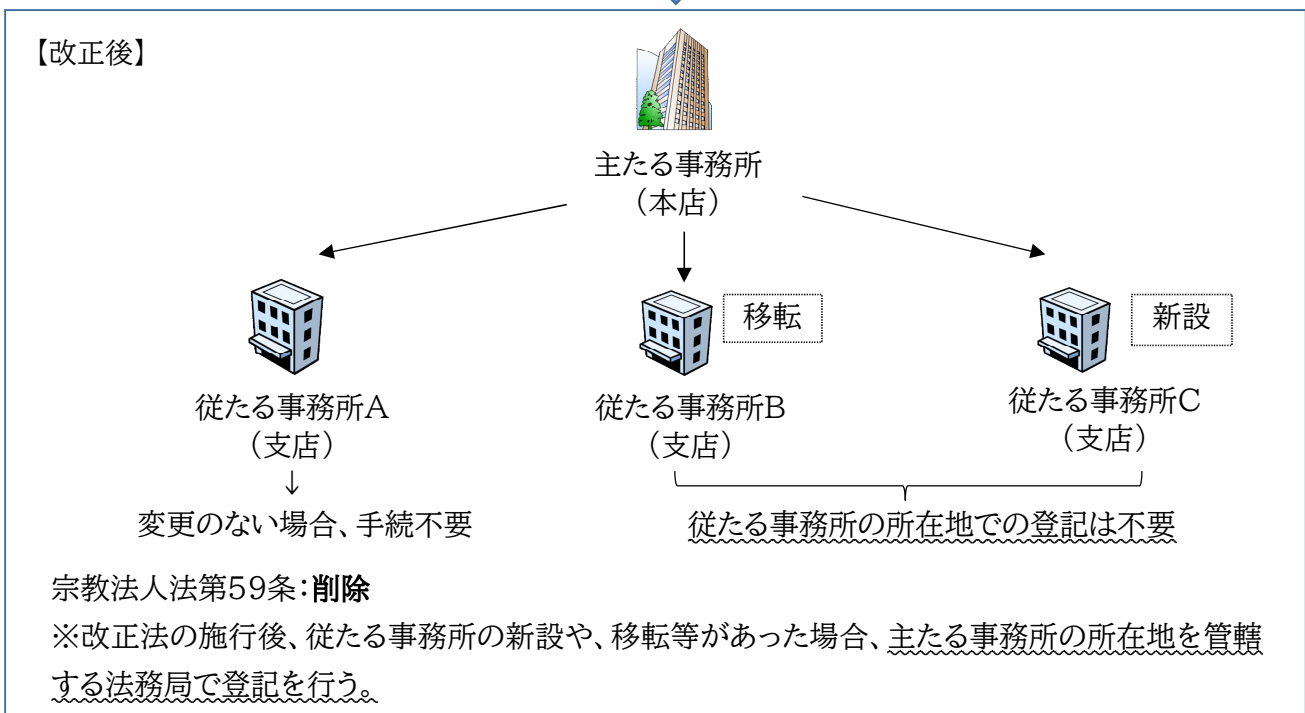 【改正後】
主たる事務所
（本店）
移転
新設
従たる事務所A
（支店）
従たる事務所B
（支店）
従たる事務所C
（支店）
↓
変更のない場合、手続不要
従たる事務所の所在地での登記は不要
宗教法人法第59条：削除
※改正法の施行後、従たる事務所の新設や、移転等があった場合、主たる事務所の所在地を管轄
する法務局で登記を行う。